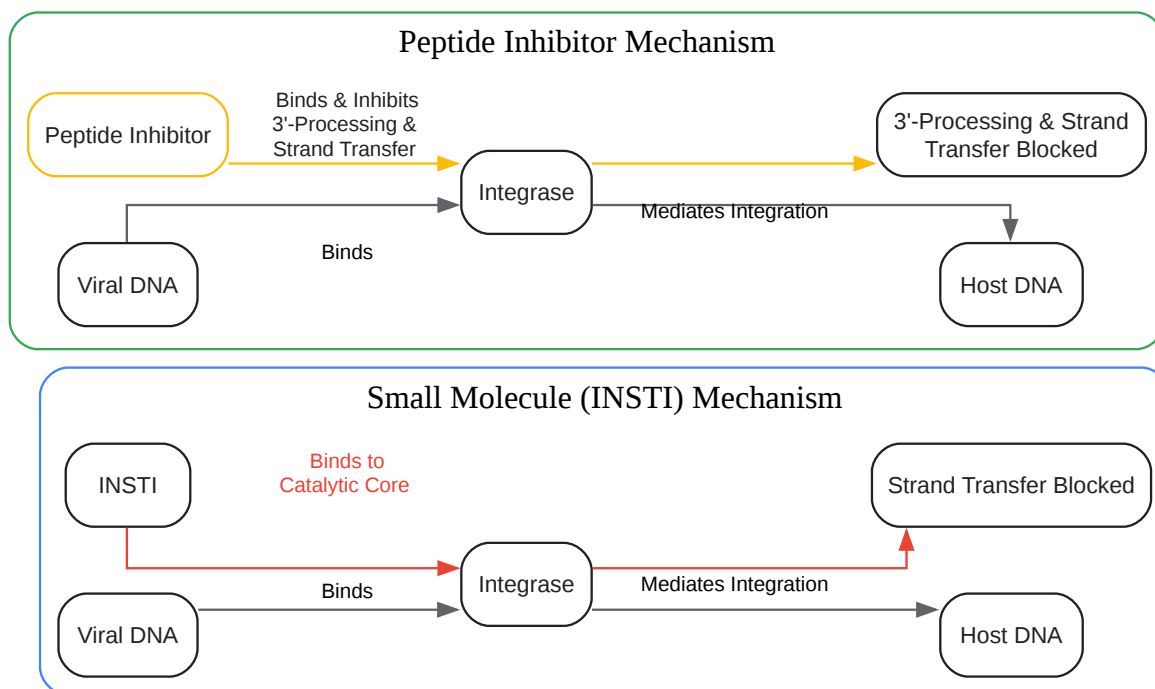 Peptide Inhibitor Mechanism
Peptide Inhibitor
Binds & Inhibits
3'-Processing &
Strand Transfer
3'-Processing & Strand
Transfer Blocked
Integrase
Mediates Integration
Binds
Viral DNA
Host DNA
Small Molecule (INSTI) Mechanism
INSTI
Binds to
Catalytic Core
Strand Transfer Blocked
Integrase
Mediates Integration
Binds
Viral DNA
Host DNA